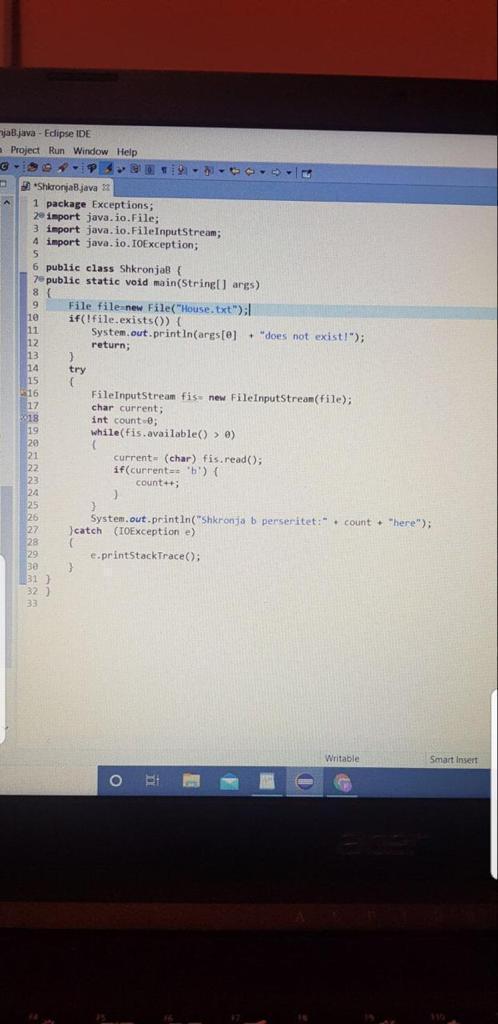 njaB.java - Eclipse IDE
Project Run Window Help
*ShkronjaB.java
1 package Exceptions;
2 import java.io.File;
3 import java.io.FileInputStream;
4 import java.io.IOException;
5
6 public class ShkronjaB {
7 public static void main(String[] args)
8 {
9 File file=new File("House.txt");
10 if(!file.exists()) {
11 System.out.println(args[0] + "does not exist!");
12 return;
13 }
14 try
15 {
16 FileInputStream fis= new FileInputStream(file);
17 char current;
18 int count=0;
19 while(fis.available() > 0)
20 {
21 current= (char) fis.read();
22 if(current== 'b') {
23 count++;
24 }
25 }
26 System.out.println("Shkronja b perseritet:" + count + "here");
27 }catch (IOException e)
28 {
29 e.printStackTrace();
30 }
31 }
32 }
33
Writable Smart Insert
acer